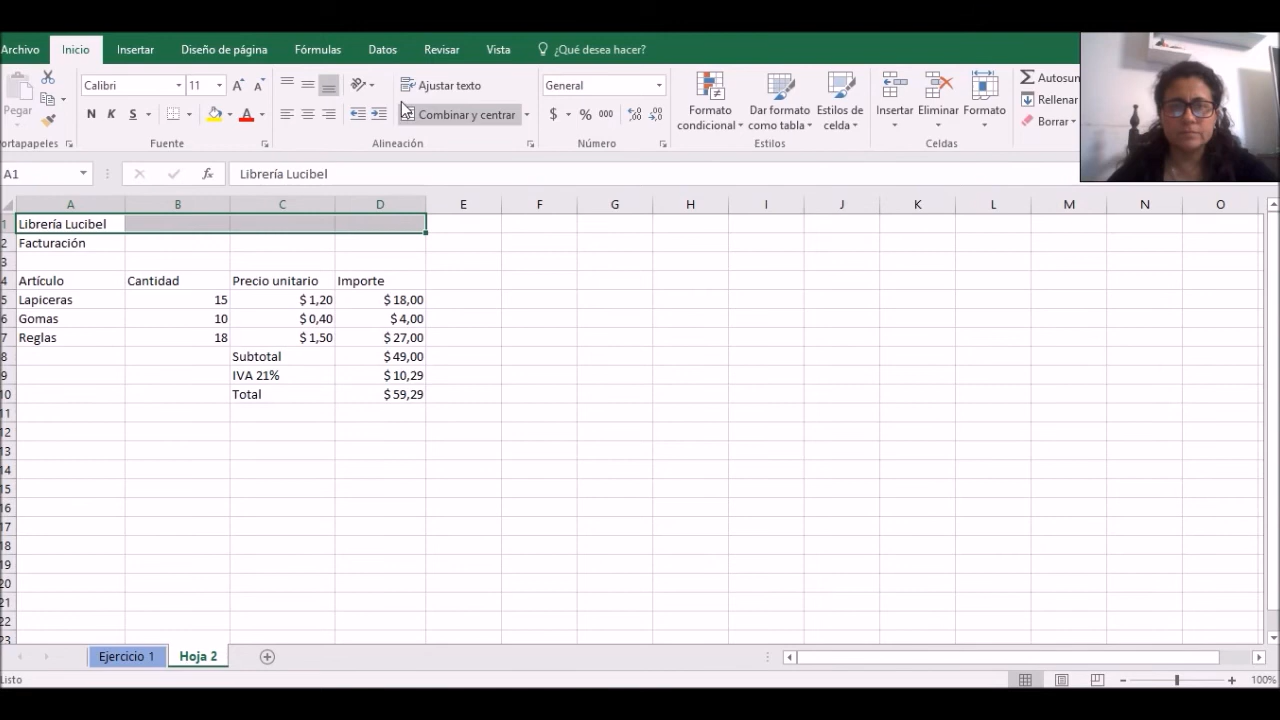 Archivo Inicio Insertar Diseño de página Fórmulas Datos Revisar Vista ¿Qué desea hacer?
Pegar
Calibri 11
N K S A
Ajustar texto
Combinar y centrar
General
$ % 000
Formato condicional
Dar formato como tabla
Estilos de celda
Insertar Eliminar Formato
Autosum
Rellenar
Borrar
ortapapeles Fuente Alineación Número Estilos Celdas
A1 fx Librería Lucibel
A B C D E F G H I J K L M N O
1 Librería Lucibel
2 Facturación
3
4 Artículo Cantidad Precio unitario Importe
5 Lapiceras 15 $ 1,20 $ 18,00
6 Gomas 10 $ 0,40 $ 4,00
7 Reglas 18 $ 1,50 $ 27,00
8 Subtotal $ 49,00
9 IVA 21% $ 10,29
10 Total $ 59,29
11
12
13
14
15
16
17
18
19
20
21
22
23
Ejercicio 1 Hoja 2
Listo 100%